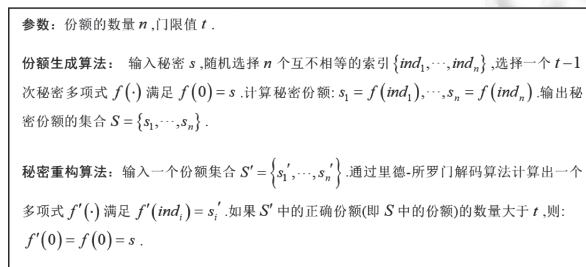 参数：份额的数量 n ,门限值 t .
份额生成算法： 输入秘密 s ,随机选择 n 个互不相等的索引 {ind₁,⋯,indₙ} ,选择一个 t−1
次秘密多项式 f(·) 满足 f(0)=s .计算秘密份额: s₁ = f(ind₁),⋯,sₙ = f(indₙ) .输出秘
密份额的集合 S={s₁,⋯,sₙ} .
秘密重构算法：输入一个份额集合 S′={s₁′,⋯,sₙ′} .通过里德-所罗门解码算法计算出一个
多项式 f′(·) 满足 f′(indᵢ)=sᵢ′ .如果 S′ 中的正确份额(即 S 中的份额)的数量大于 t ,则:
f′(0)= f(0)=s .